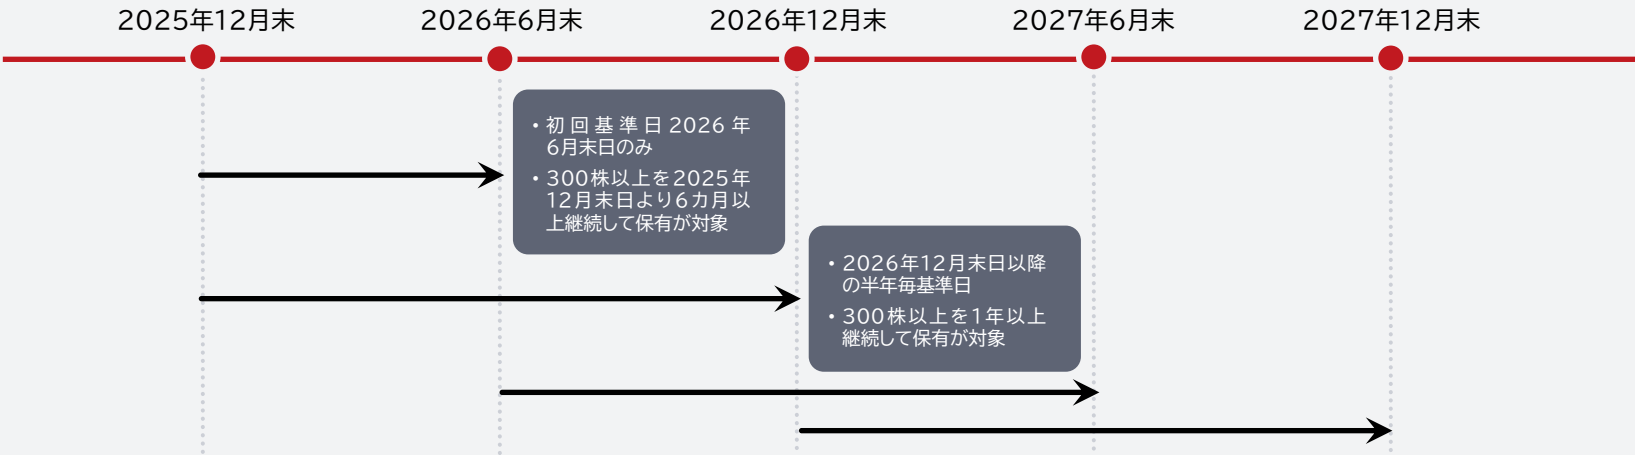 2025年12月末 2026年6月末 2026年12月末 2027年6月末 2027年12月末
・初回基準日2026年
6月末日のみ
・300株以上を2025年
12月末日より6カ月以
上継続して保有が対象
・2026年12月末日以降
の半年毎基準日
・300株以上を1年以上
継続して保有が対象